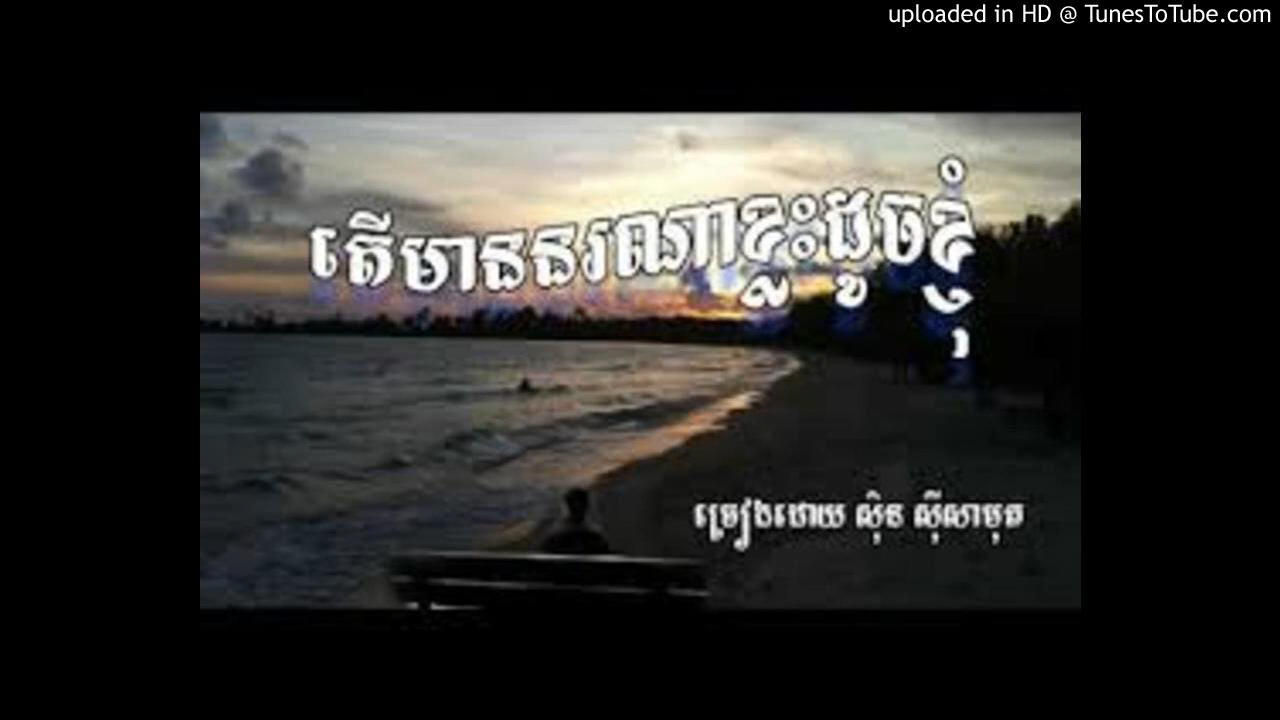 uploaded in HD @ TunesToTube.com
តើមាននរណាខ្លះដូចខ្ញុំ
ច្រៀងដោយ ស៊ិន ស៊ីសាមុត